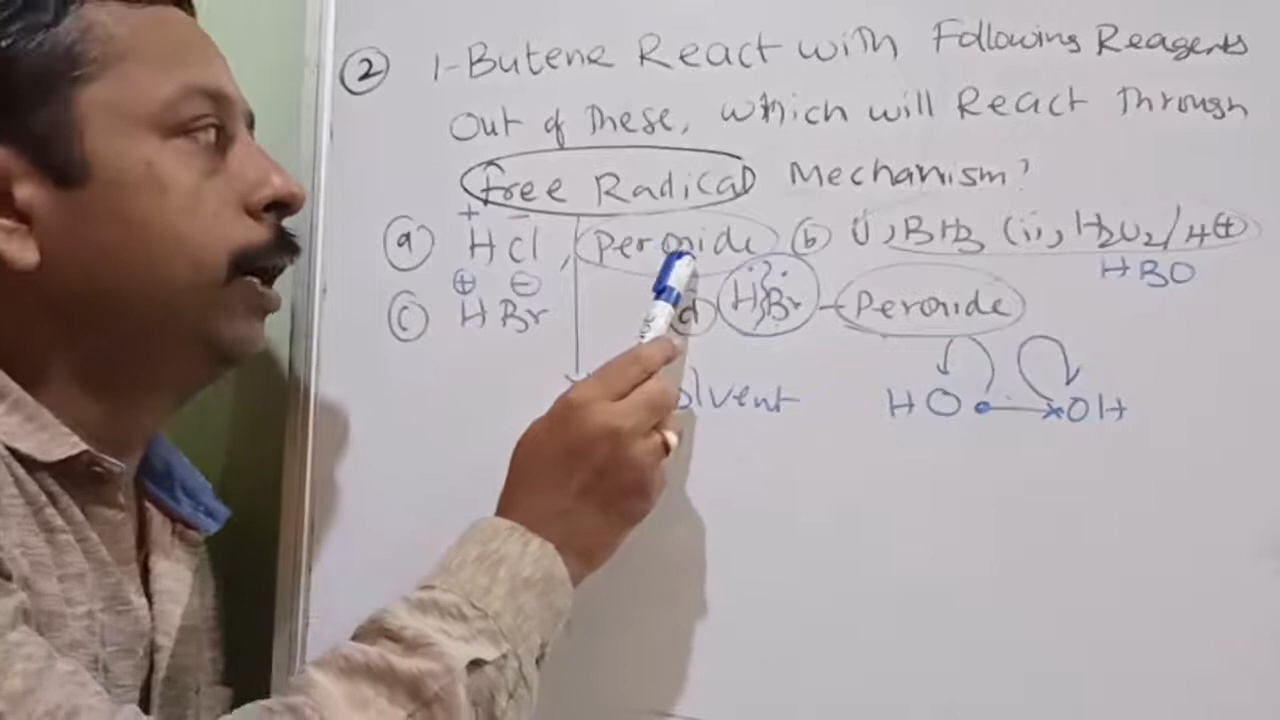 ② 1-Butene React with Following Reagents
Out of These, which will React Through
Free Radical Mechanism?
ⓐ HCl, Peroxide ⓑ i, BH3 (ii, H2O2/H⊕
+ −
HBO
ⓒ HBr ⓓ HBr - Peroxide
⊕ ⊖
HO OH